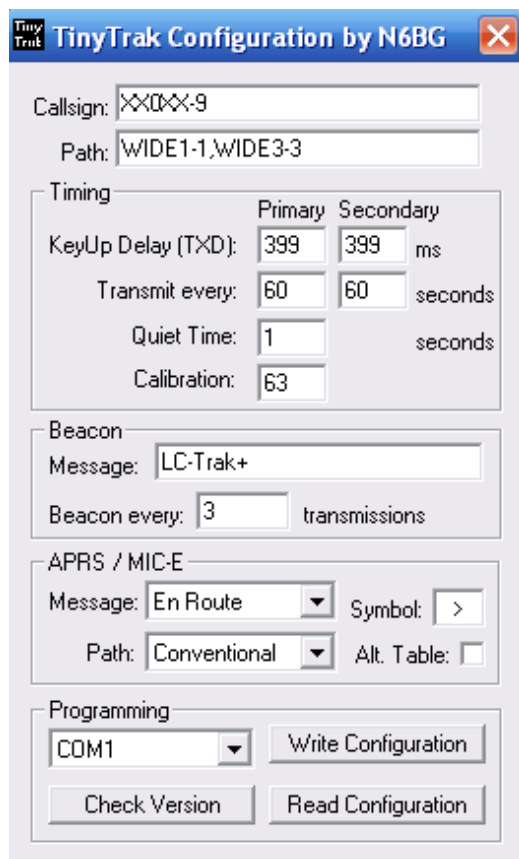 Tiny Trak TinyTrak Configuration by N6BG
Callsign: XX0XX-9
Path: WIDE1-1,WIDE3-3
Timing
Primary Secondary
KeyUp Delay (TXD): 399 399 ms
Transmit every: 60 60 seconds
Quiet Time: 1 seconds
Calibration: 63
Beacon
Message: LC-Trak+
Beacon every: 3 transmissions
APRS / MIC-E
Message: En Route Symbol: >
Path: Conventional Alt. Table:
Programming
COM1 Write Configuration
Check Version Read Configuration